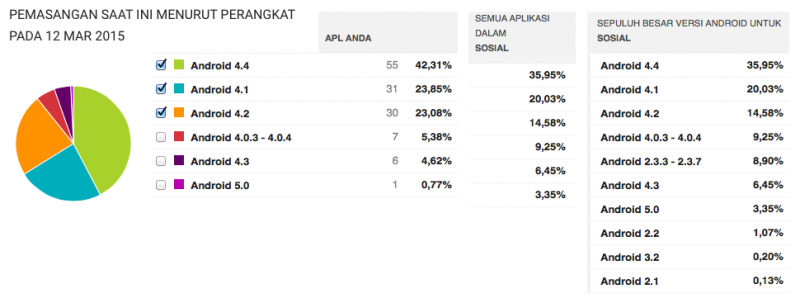 PEMASANGAN SAAT INI MENURUT PERANGKAT
PADA 12 MAR 2015
APL ANDA
Android 4.4 55 42,31%
Android 4.1 31 23,85%
Android 4.2 30 23,08%
Android 4.0.3 - 4.0.4 7 5,38%
Android 4.3 6 4,62%
Android 5.0 1 0,77%
SEMUA APLIKASI
DALAM
SOSIAL
35,95%
20,03%
14,58%
9,25%
6,45%
3,35%
SEPULUH BESAR VERSI ANDROID UNTUK
SOSIAL
Android 4.4 35,95%
Android 4.1 20,03%
Android 4.2 14,58%
Android 4.0.3 - 4.0.4 9,25%
Android 2.3.3 - 2.3.7 8,90%
Android 4.3 6,45%
Android 5.0 3,35%
Android 2.2 1,07%
Android 3.2 0,20%
Android 2.1 0,13%